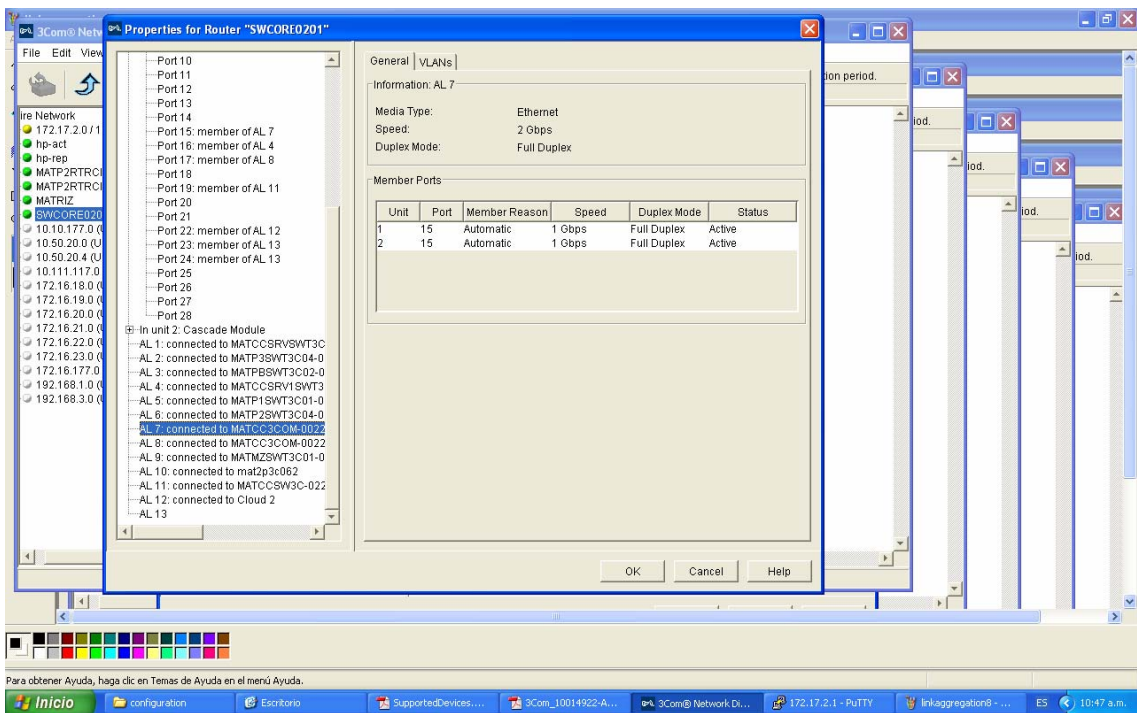 3Com® Netw
Properties for Router "SWCORE0201"
File Edit View
ire Network
172.17.2.0 / 1
hp-act
hp-rep
MATP2RTRCI
MATP2RTRCI
MATRIZ
SWCORE020
10.10.177.0 (U
10.50.20.0 (U
10.50.20.4 (U
10.111.117.0
172.16.18.0 (U
172.16.19.0 (U
172.16.20.0 (U
172.16.21.0 (U
172.16.22.0 (U
172.16.23.0 (U
172.16.177.0
192.168.1.0 (U
192.168.3.0 (U
Port 10
Port 11
Port 12
Port 13
Port 14
Port 15: member of AL 7
Port 16: member of AL 4
Port 17: member of AL 8
Port 18
Port 19: member of AL 11
Port 20
Port 21
Port 22: member of AL 12
Port 23: member of AL 13
Port 24: member of AL 13
Port 25
Port 26
Port 27
Port 28
In unit 2: Cascade Module
AL 1: connected to MATCCSRVSWT3C
AL 2: connected to MATP3SWT3C04-0
AL 3: connected to MATPBSWT3C02-0
AL 4: connected to MATCCSRV1SWT3
AL 5: connected to MATP1SWT3C01-0
AL 6: connected to MATP2SWT3C04-0
AL 7: connected to MATCC3COM-0022
AL 8: connected to MATCC3COM-0022
AL 9: connected to MATMZSWT3C01-0
AL 10: connected to mat2p3c062
AL 11: connected to MATCCSW3C-022
AL 12: connected to Cloud 2
AL 13
General VLANs
Information: AL 7
Media Type: Ethernet
Speed: 2 Gbps
Duplex Mode: Full Duplex
Member Ports
Unit Port Member Reason Speed Duplex Mode Status
1 15 Automatic 1 Gbps Full Duplex Active
2 15 Automatic 1 Gbps Full Duplex Active
OK Cancel Help
ion period.
iod.
iod.
iod.
iod.
Para obtener Ayuda, haga clic en Temas de Ayuda en el menú Ayuda.
Inicio configuration Escritorio SupportedDevices.... 3Com_10014922-A... 3Com® Network Di... 172.17.2.1 - PuTTY linkaggregation8 - ... ES 10:47 a.m.